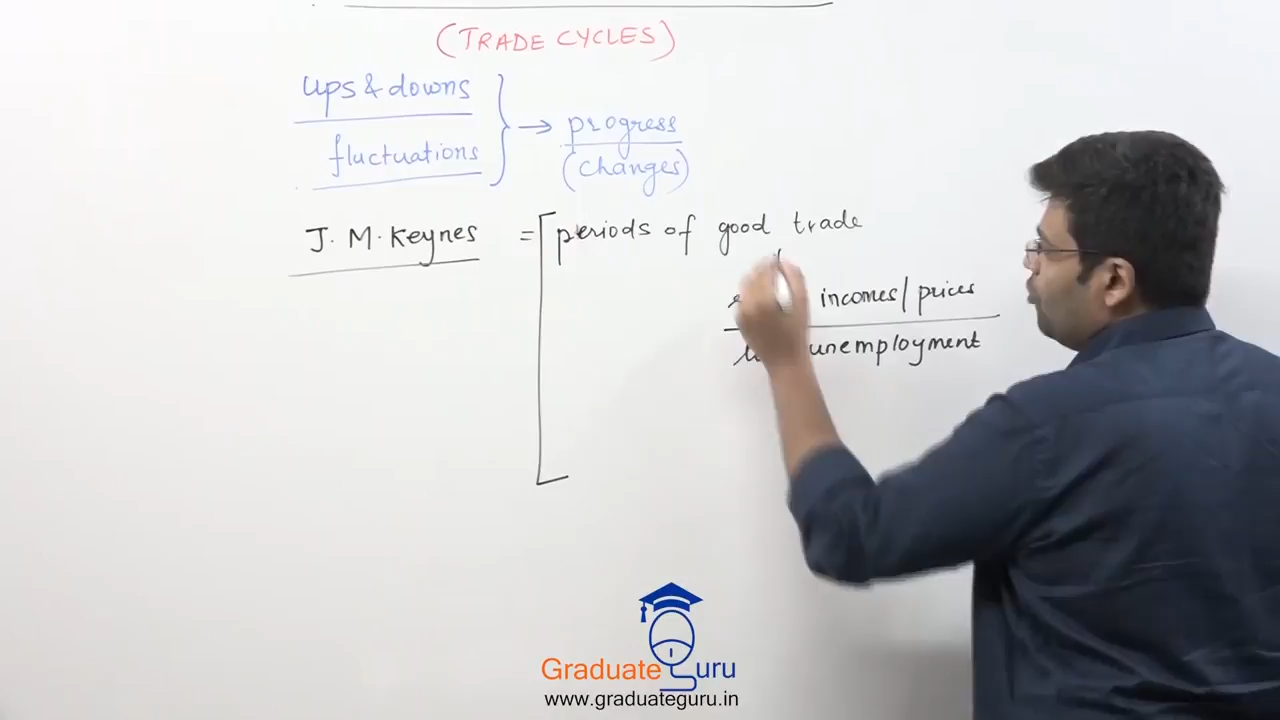 (TRADE CYCLES)
ups & downs
fluctuations
→ progress
(changes)
J. M. Keynes = [periods of good trade
incomes/prices
unemployment
Graduate Guru
www.graduateguru.in